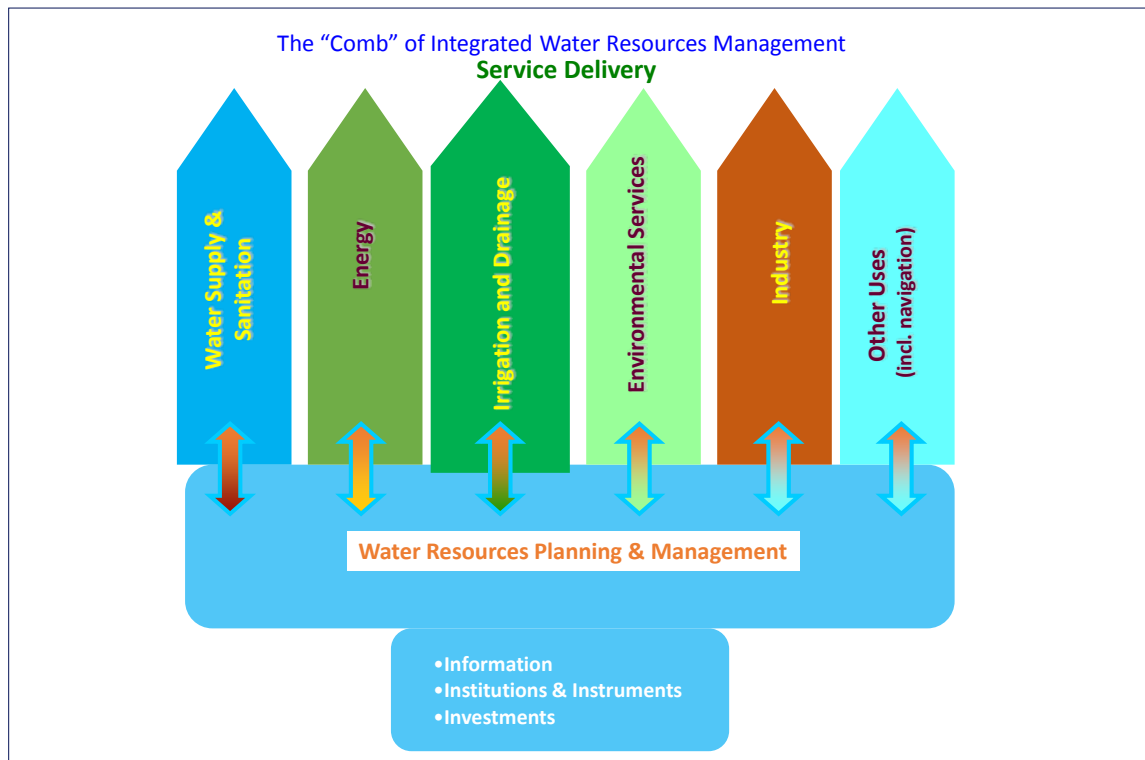 The “Comb” of Integrated Water Resources Management
Service Delivery
Water Supply &
Sanitation
Energy
Irrigation and Drainage
Environmental Services
Industry
Other Uses
(incl. navigation)
Water Resources Planning & Management
•Information
•Institutions & Instruments
•Investments